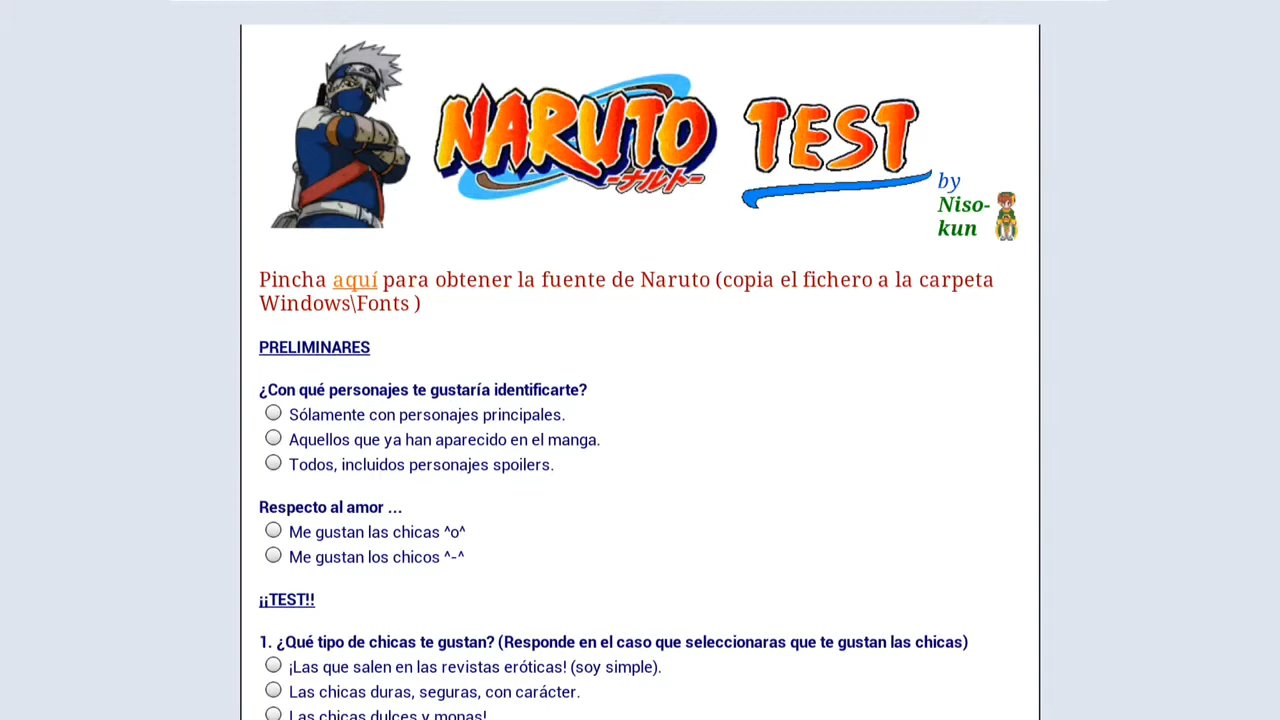 NARUTO TEST
-ナルト-
by
Niso-
kun
Pincha aquí para obtener la fuente de Naruto (copia el fichero a la carpeta
Windows\Fonts )
PRELIMINARES
¿Con qué personajes te gustaría identificarte?
Sólamente con personajes principales.
Aquellos que ya han aparecido en el manga.
Todos, incluidos personajes spoilers.
Respecto al amor ...
Me gustan las chicas ^o^
Me gustan los chicos ^-^
¡¡TEST!!
1. ¿Qué tipo de chicas te gustan? (Responde en el caso que seleccionaras que te gustan las chicas)
¡Las que salen en las revistas eróticas! (soy simple).
Las chicas duras, seguras, con carácter.
Las chicas dulces y monas!